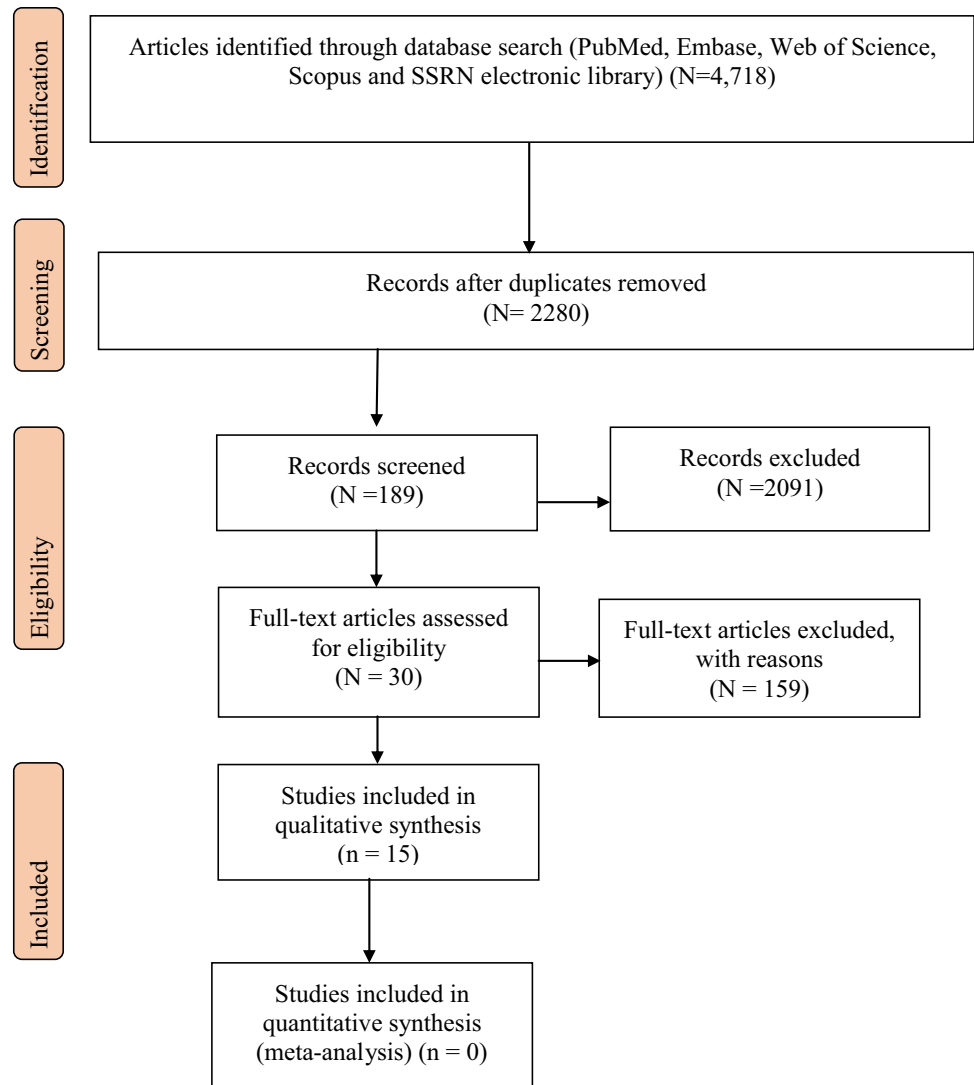 Identification
Articles identified through database search (PubMed, Embase, Web of Science,
Scopus and SSRN electronic library) (N=4,718)
Screening
Records after duplicates removed
(N= 2280)
Eligibility
Records screened
(N =189)
Records excluded
(N =2091)
Full-text articles assessed
for eligibility
(N = 30)
Full-text articles excluded,
with reasons
(N = 159)
Included
Studies included in
qualitative synthesis
(n = 15)
Studies included in
quantitative synthesis
(meta-analysis) (n = 0)